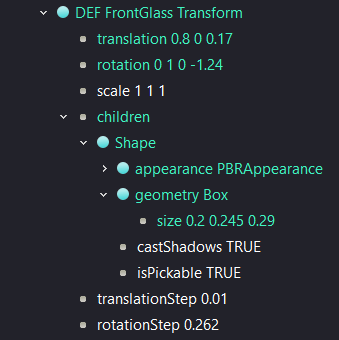 DEF FrontGlass Transform
translation 0.8 0 0.17
rotation 0 1 0 -1.24
scale 1 1 1
children
Shape
appearance PBRAppearance
geometry Box
size 0.2 0.245 0.29
castShadows TRUE
isPickable TRUE
translationStep 0.01
rotationStep 0.262